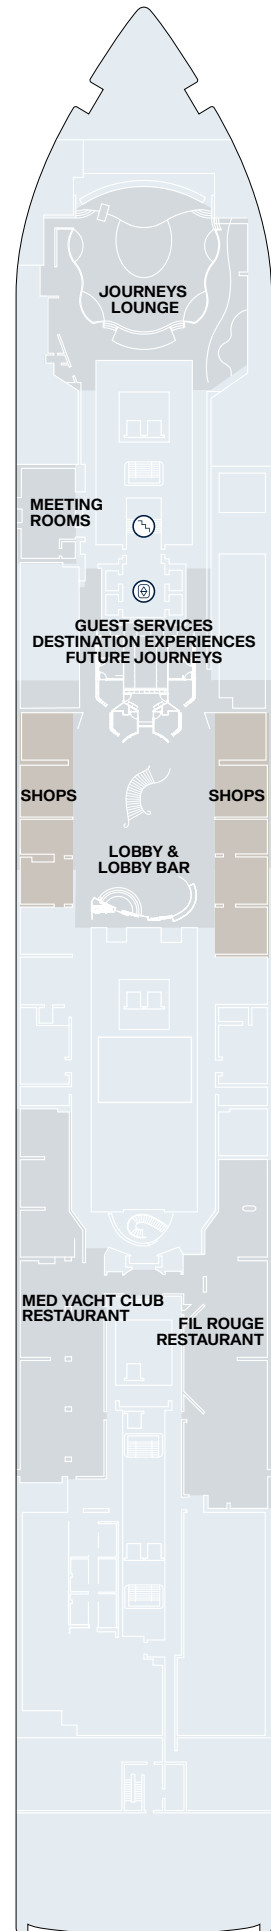 JOURNEYS
LOUNGE
MEETING
ROOMS
GUEST SERVICES
DESTINATION EXPERIENCES
FUTURE JOURNEYS
SHOPS
SHOPS
LOBBY &
LOBBY BAR
MED YACHT CLUB
RESTAURANT
FIL ROUGE
RESTAURANT